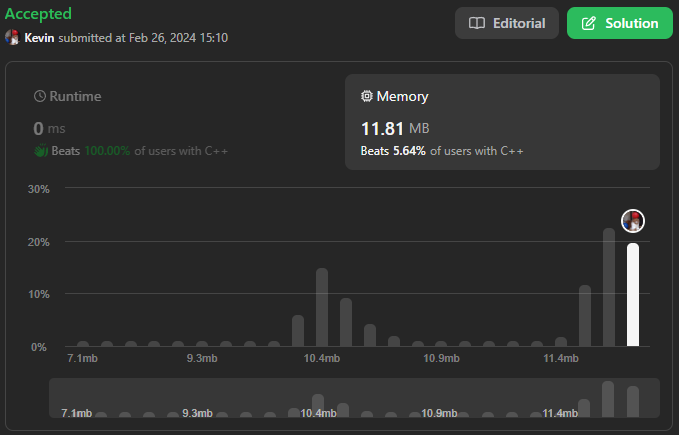 Accepted
Editorial
Solution
Kevin submitted at Feb 26, 2024 15:10
Runtime
0 ms
Beats 100.00% of users with C++
Memory
11.81 MB
Beats 5.64% of users with C++
30%
20%
10%
0%
7.1mb 9.3mb 10.4mb 10.9mb 11.4mb
7.1mb 9.3mb 10.4mb 10.9mb 11.4mb